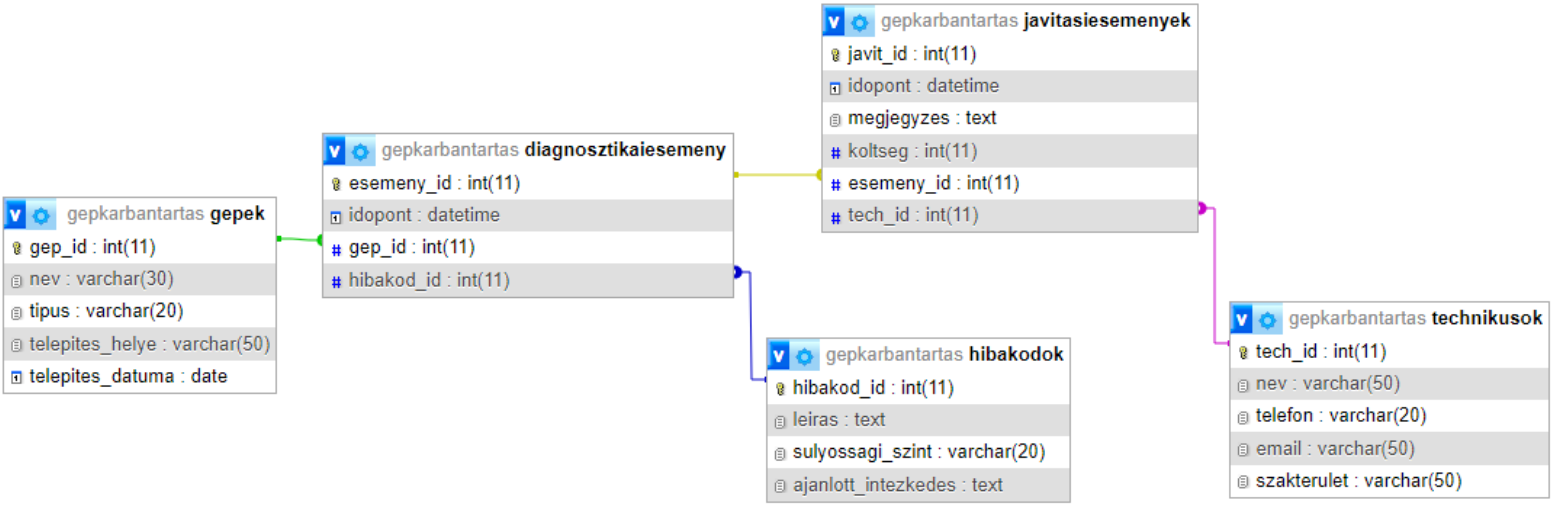 gepkarbantartas gepek
gep_id : int(11)
nev : varchar(30)
tipus : varchar(20)
telepites_helye : varchar(50)
telepites_datuma : date
gepkarbantartas diagnosztikaiesemeny
esemeny_id : int(11)
idopont : datetime
# gep_id : int(11)
# hibakod_id : int(11)
gepkarbantartas javitasiesemenyek
javit_id : int(11)
idopont : datetime
megjegyzes : text
# koltseg : int(11)
# esemeny_id : int(11)
# tech_id : int(11)
gepkarbantartas hibakodok
hibakod_id : int(11)
leiras : text
sulyossagi_szint : varchar(20)
ajanlott_intezkedes : text
gepkarbantartas technikusok
tech_id : int(11)
nev : varchar(50)
telefon : varchar(20)
email : varchar(50)
szakterulet : varchar(50)